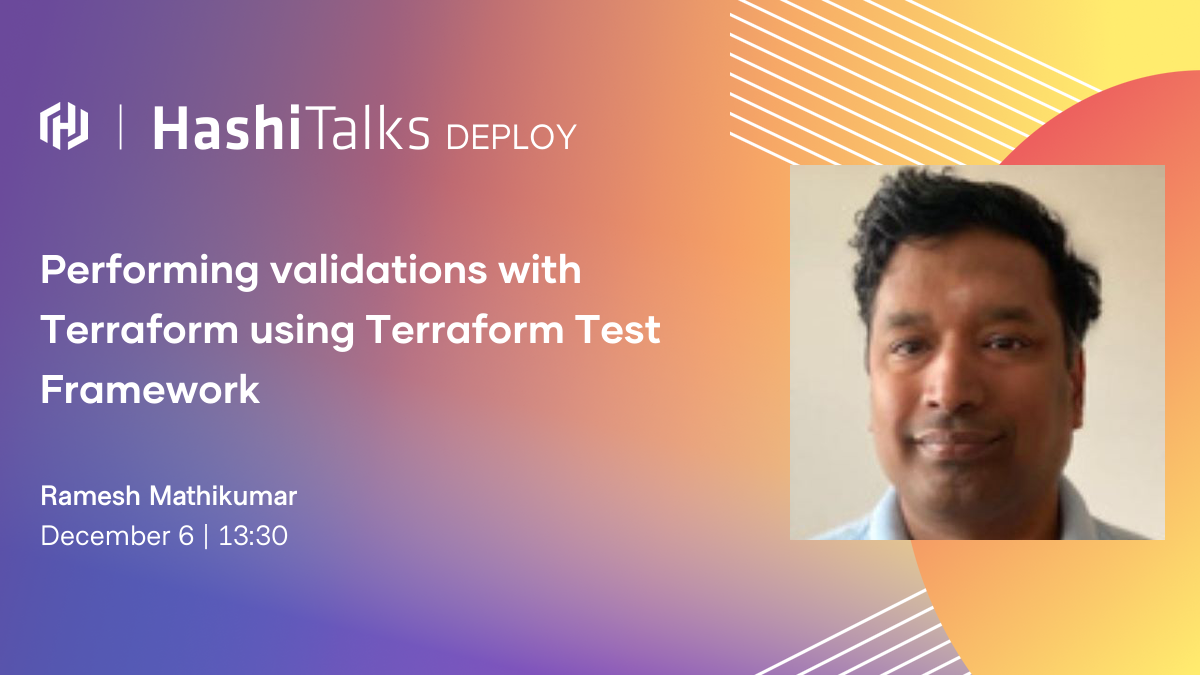 HashiTalks DEPLOY
Performing validations with
Terraform using Terraform Test
Framework
Ramesh Mathikumar
December 6 | 13:30